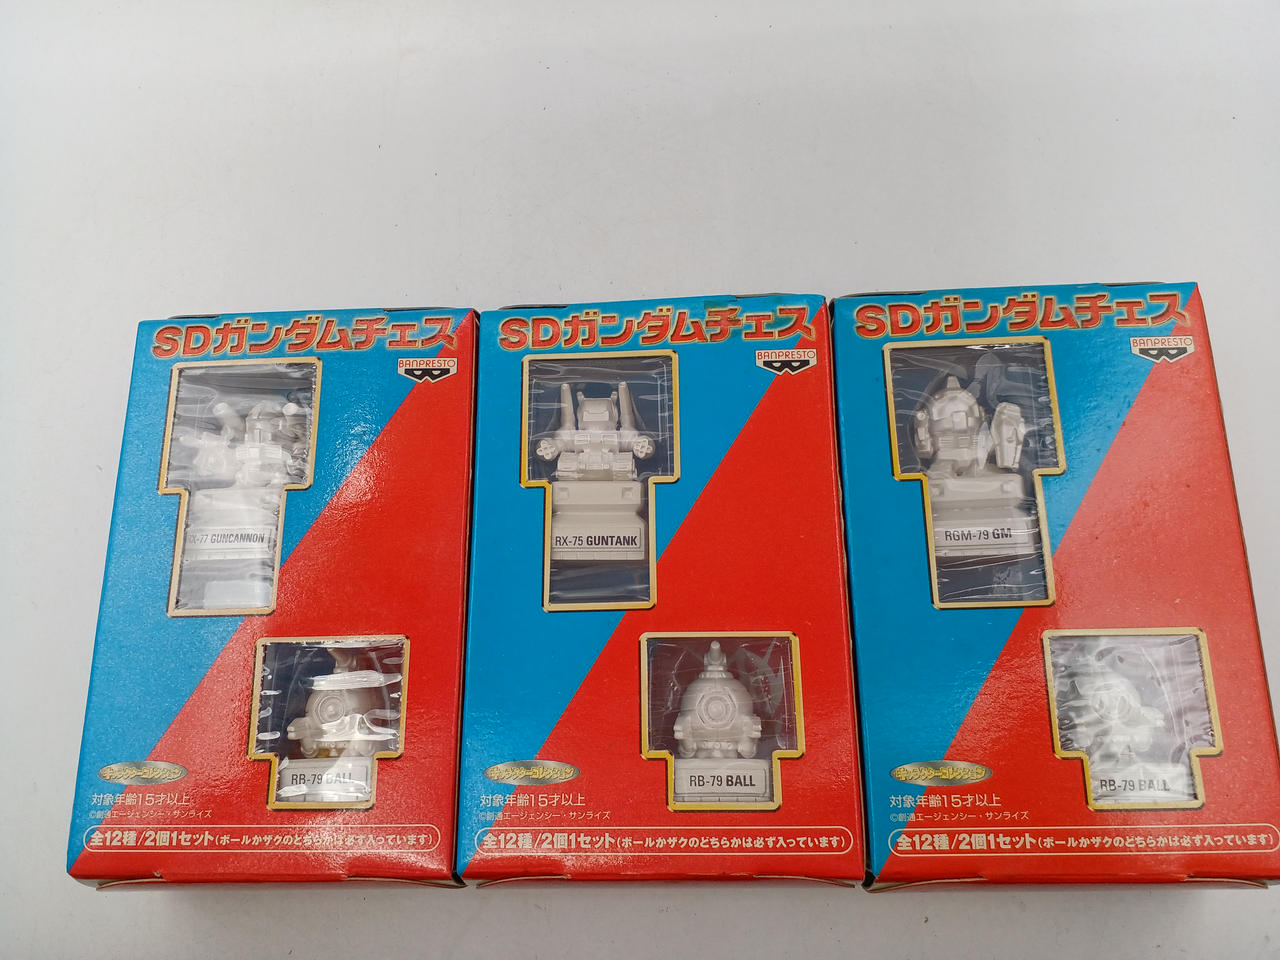 SDガンダムチェス
BANPRESTO
RX-77 GUNCANNON
RB-79 BALL
キャラクターコレクション
対象年齢15才以上
©創通エージェンシー・サンライズ
全12種/2個1セット(ボールかザクのどちらかは必ず入っています)
SDガンダムチェス
BANPRESTO
RX-75 GUNTANK
RB-79 BALL
キャラクターコレクション
対象年齢15才以上
©創通エージェンシー・サンライズ
全12種/2個1セット(ボールかザクのどちらかは必ず入っています)
SDガンダムチェス
BANPRESTO
RGM-79 GM
RB-79 BALL
キャラクターコレクション
対象年齢15才以上
©創通エージェンシー・サンライズ
全12種/2個1セット(ボールかザクのどちらかは必ず入っています)